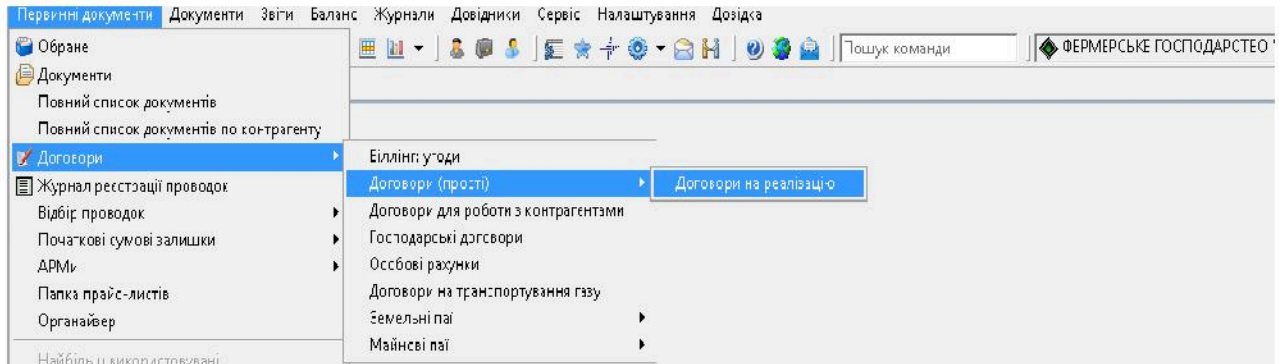 Первинні документи Документи Звіти Баланс Журнали Довідники Сервіс Налаштування Довідка
Обране
Пошук команди
ФЕРМЕРСЬКЕ ГОСПОДАРСТВО "
Документи
Повний список документів
Повний список документів по контрагенту
Договори
Біллінг: угоди
Журнал реєстрації проводок
Договори (прості)
Договори на реалізацію
Відбір проводок
Договори для роботи з контрагентами
Початкові сумові залишки
Господарські договори
АРМи
Особові рахунки
Папка прайс-листів
Договори на транспортування газу
Органайзер
Земельні паї
Майнові паї
Найбільш використовувані